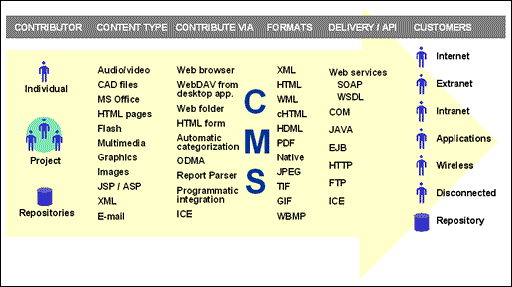 CONTRIBUTOR CONTENT TYPE CONTRIBUTE VIA FORMATS DELIVERY / API CUSTOMERS
Individual
Project
Repositories
Audio/video
CAD files
MS Office
HTML pages
Flash
Multimedia
Graphics
Images
JSP / ASP
XML
E-mail
Web browser
WebDAV from
desktop app.
Web folder
HTML form
Automatic
categorization
ODMA
Report Parser
Programmatic
integration
ICE
C
M
S
XML
HTML
WML
cHTML
HDML
PDF
Native
JPEG
TIF
GIF
WBMP
Web services
SOAP
WSDL
COM
JAVA
EJB
HTTP
FTP
ICE
Internet
Extranet
Intranet
Applications
Wireless
Disconnected
Repository